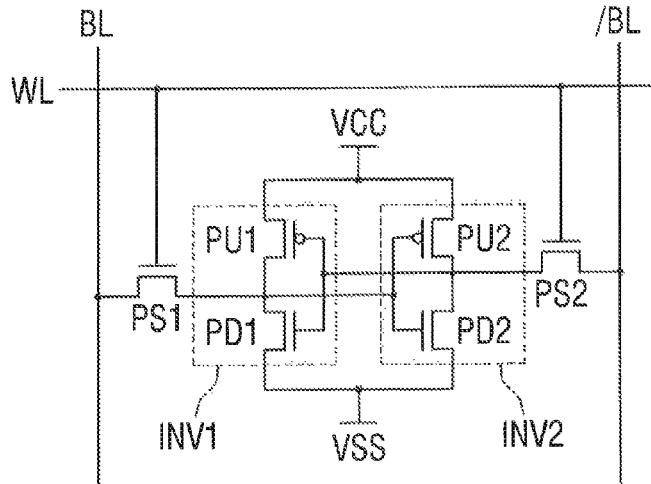 BL
/BL
WL
VCC
PU1
PU2
PS1
PS2
PD1
PD2
INV1
VSS
INV2